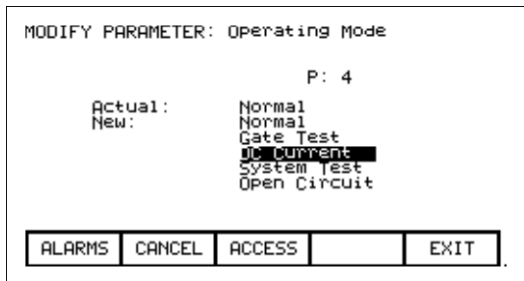 MODIFY PARAMETER: Operating Mode
P: 4
Actual: Normal
New: Normal
Gate Test
DC Current
System Test
Open Circuit
ALARMS CANCEL ACCESS EXIT
.